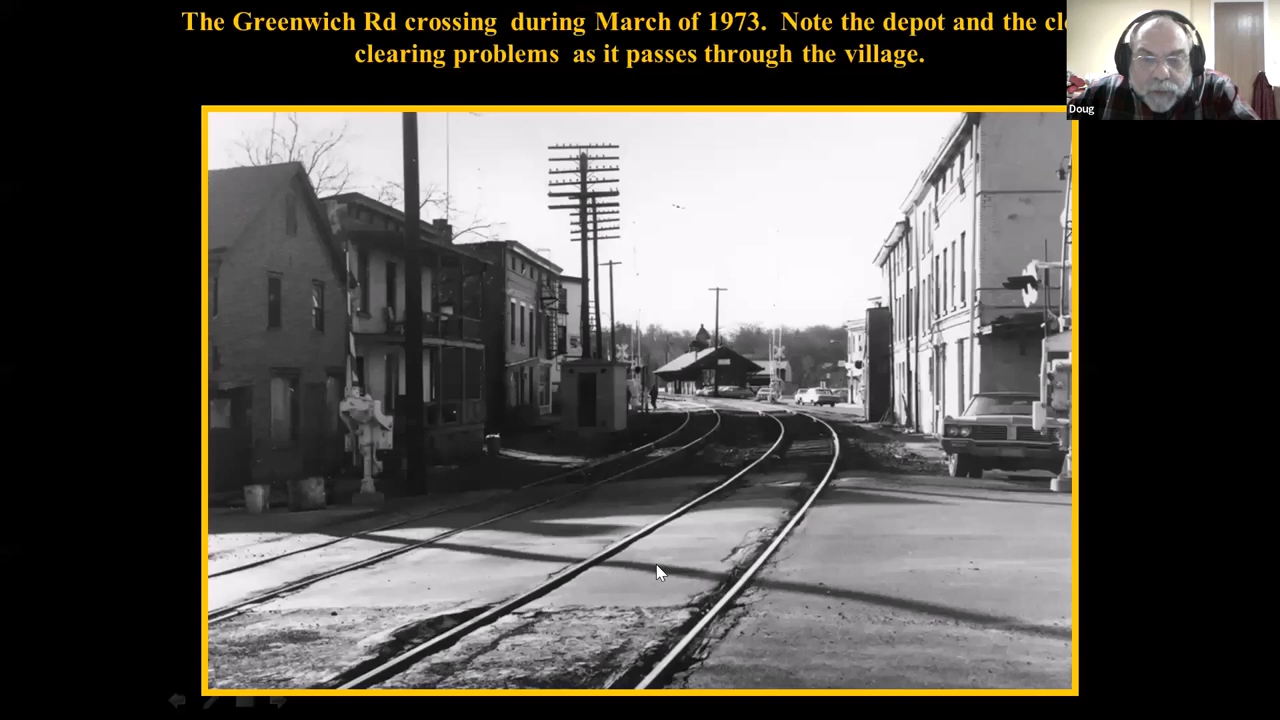 The Greenwich Rd crossing during March of 1973. Note the depot and the
clearing problems as it passes through the village.
Doug